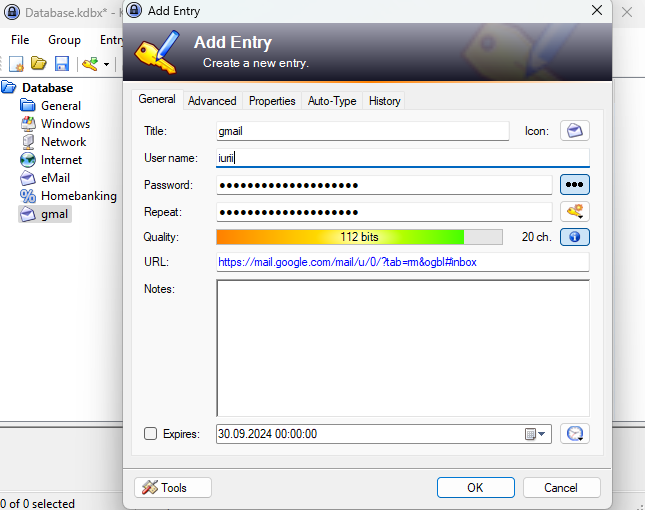 Database.kdbx* - K
Add Entry
File Group Entr
Add Entry
Create a new entry.
Database
General
Windows
Network
Internet
eMail
Homebanking
gmal
General Advanced Properties Auto-Type History
Title: gmail Icon:
User name: iurii
Password: ●●●●●●●●●●●●●●●●●●●●
Repeat: ●●●●●●●●●●●●●●●●●●●●
Quality: 112 bits 20 ch.
URL: https://mail.google.com/mail/u/0/?tab=rm&ogbl#inbox
Notes:
Expires: 30.09.2024 00:00:00
Tools OK Cancel
0 of 0 selected